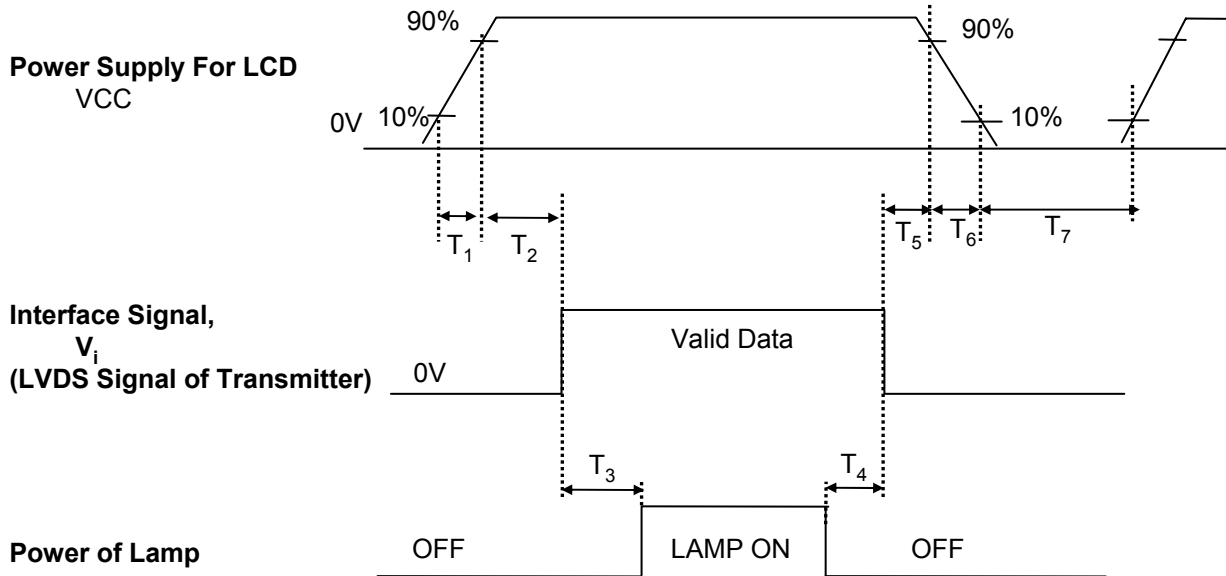 90%
90%
Power Supply For LCD
VCC
0V
10%
10%
T1
T2
T5
T6
T7
Interface Signal,
Vi
(LVDS Signal of Transmitter)
0V
Valid Data
T3
T4
Power of Lamp
OFF
LAMP ON
OFF